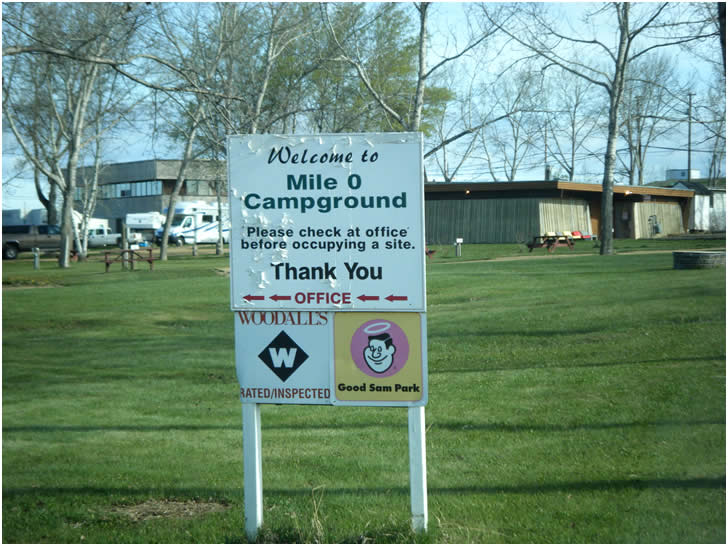 Welcome to
Mile 0
Campground
Please check at office
before occupying a site.
Thank You
OFFICE
WOODALL'S
W
RATED/INSPECTED
Good Sam Park